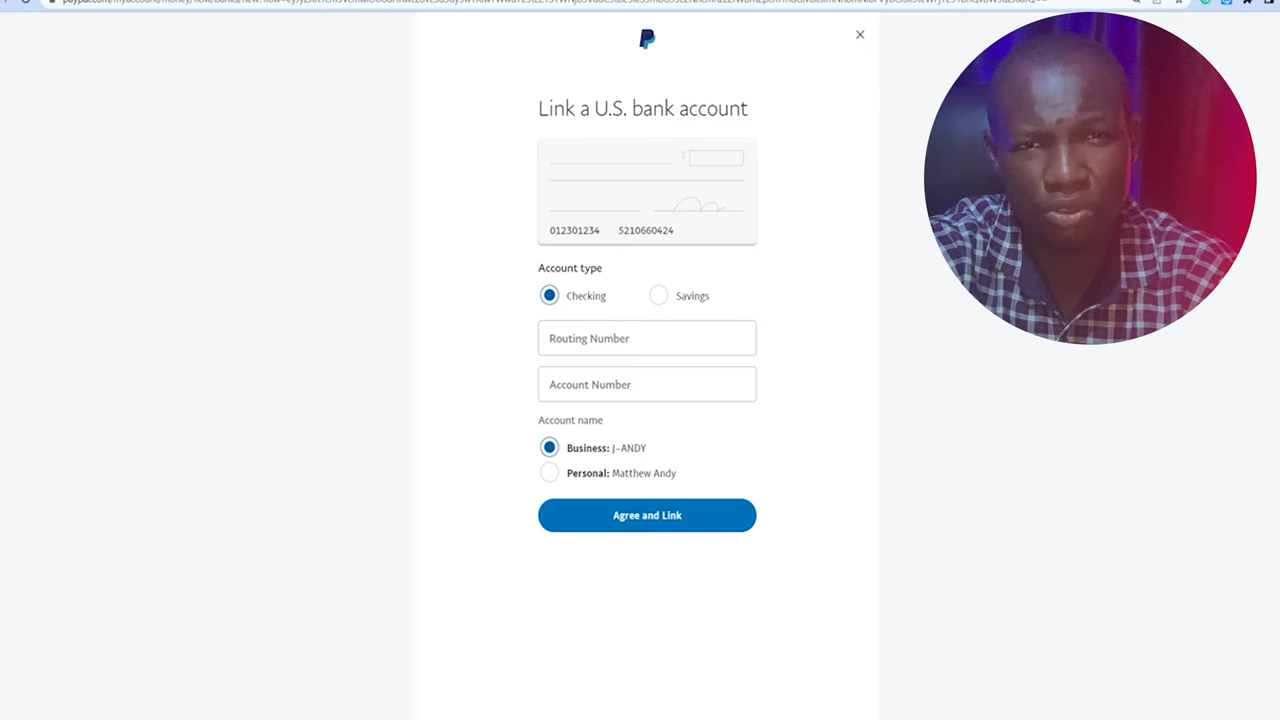 Link a U.S. bank account
$
012301234 5210660424
Account type
Checking Savings
Routing Number
Account Number
Account name
Business: J-ANDY
Personal: Matthew Andy
Agree and Link